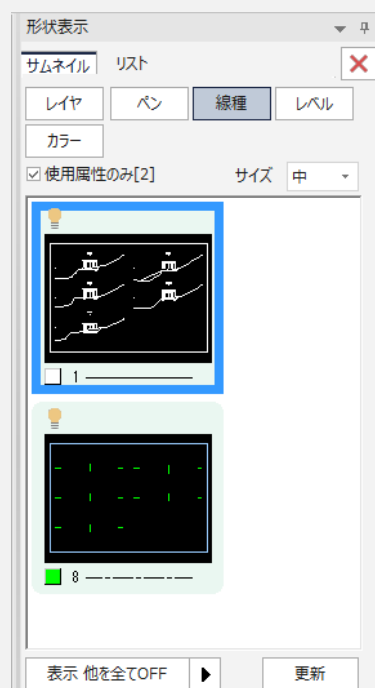 形状表示
サムネイル リスト
レイヤ ペン 線種 レベル
カラー
使用属性のみ[2] サイズ 中
1
8
表示 他を全てOFF 更新